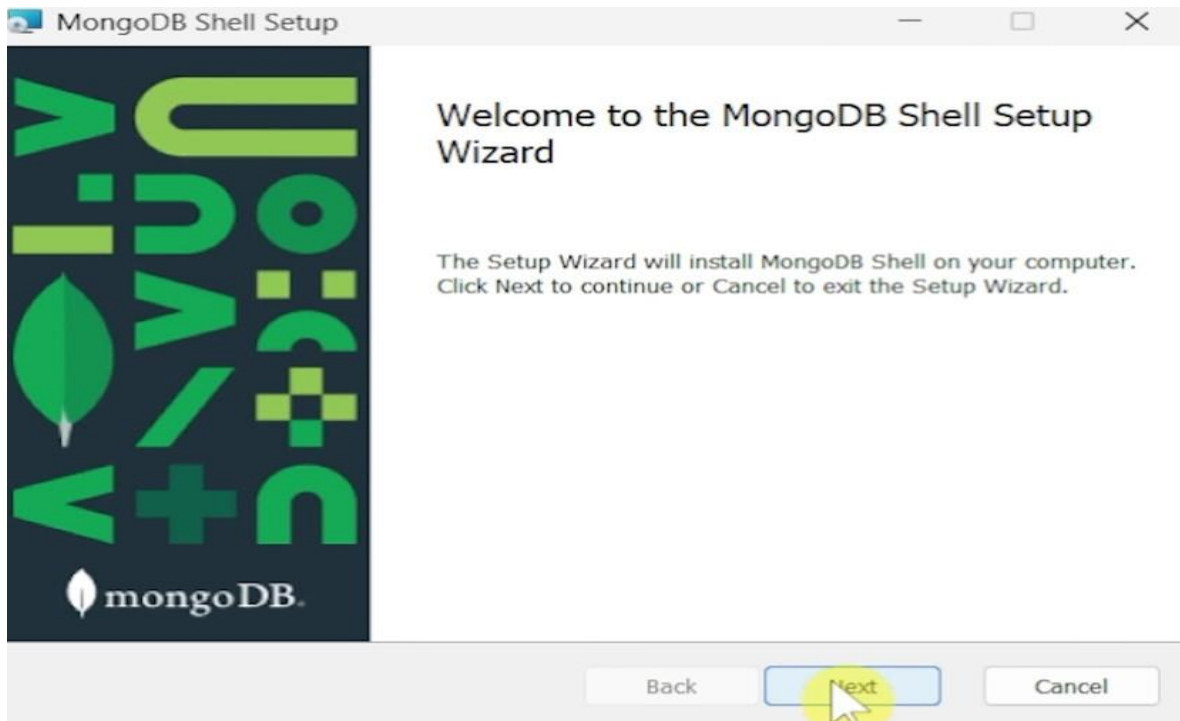 MongoDB Shell Setup
Welcome to the MongoDB Shell Setup
Wizard
The Setup Wizard will install MongoDB Shell on your computer.
Click Next to continue or Cancel to exit the Setup Wizard.
mongoDB.
Back
Next
Cancel